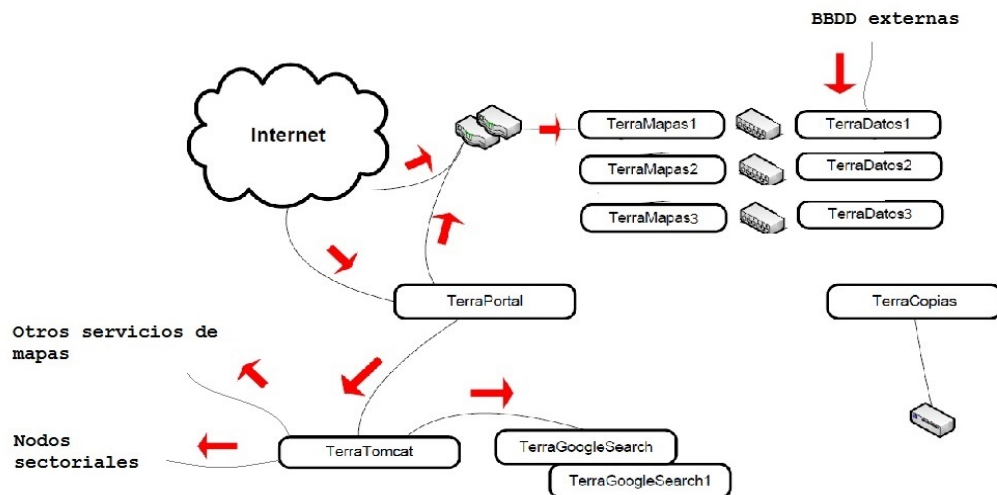 BBDD externas
Internet
TerraMapas1
TerraDatos1
TerraMapas2
TerraDatos2
TerraMapas3
TerraDatos3
TerraPortal
TerraCopias
Otros servicios de
mapas
Nodos
sectoriales
TerraTomcat
TerraGoogleSearch
TerraGoogleSearch1